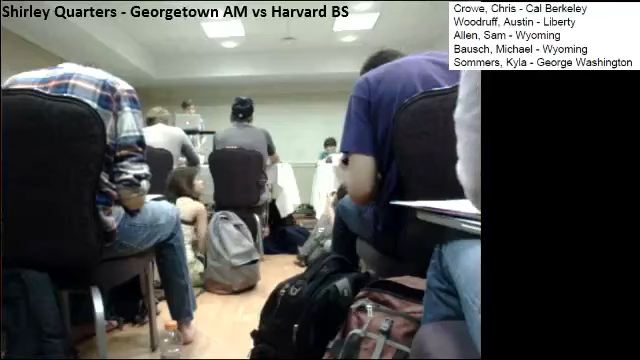 Shirley Quarters - Georgetown AM vs Harvard BS
Crowe, Chris - Cal Berkeley
Woodruff, Austin - Liberty
Allen, Sam - Wyoming
Bausch, Michael - Wyoming
Sommers, Kyla - George Washington